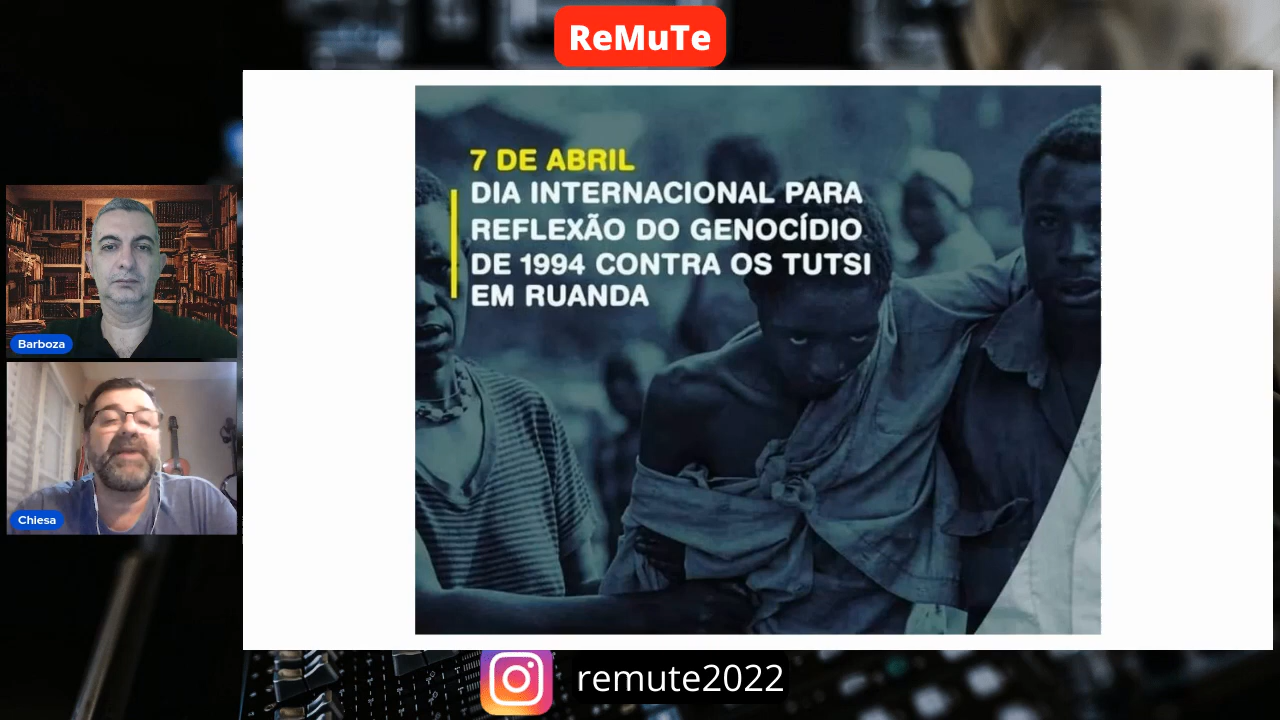 ReMuTe
7 DE ABRIL
DIA INTERNACIONAL PARA
REFLEXÃO DO GENOCÍDIO
DE 1994 CONTRA OS TUTSI
EM RUANDA
Barboza
Chiesa
remute2022